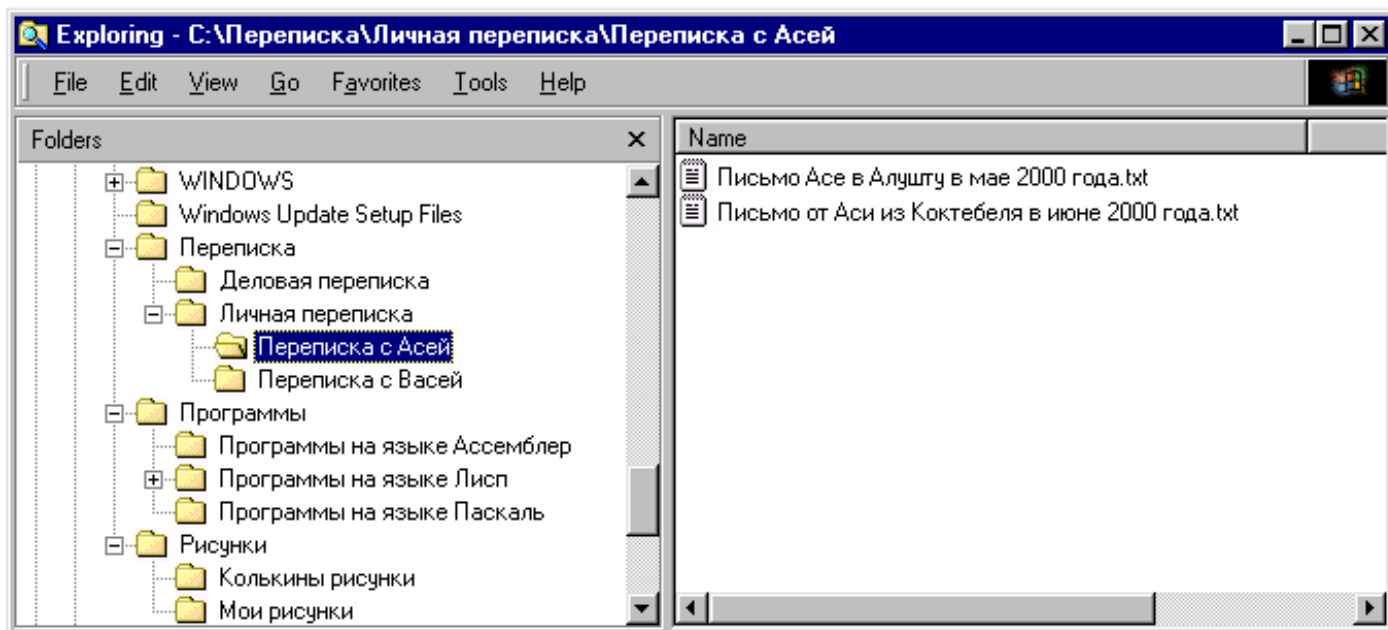 Exploring - C:\Переписка\Личная переписка\Переписка с Асей
File Edit View Go Favorites Tools Help
Folders
WINDOWS
Windows Update Setup Files
Переписка
Деловая переписка
Личная переписка
Переписка с Асей
Переписка с Васей
Программы
Программы на языке Ассемблер
Программы на языке Лисп
Программы на языке Паскаль
Рисунки
Колькины рисунки
Мои рисунки
Name
Письмо Асе в Алушту в мае 2000 года.txt
Письмо от Аси из Коктебеля в июне 2000 года.txt